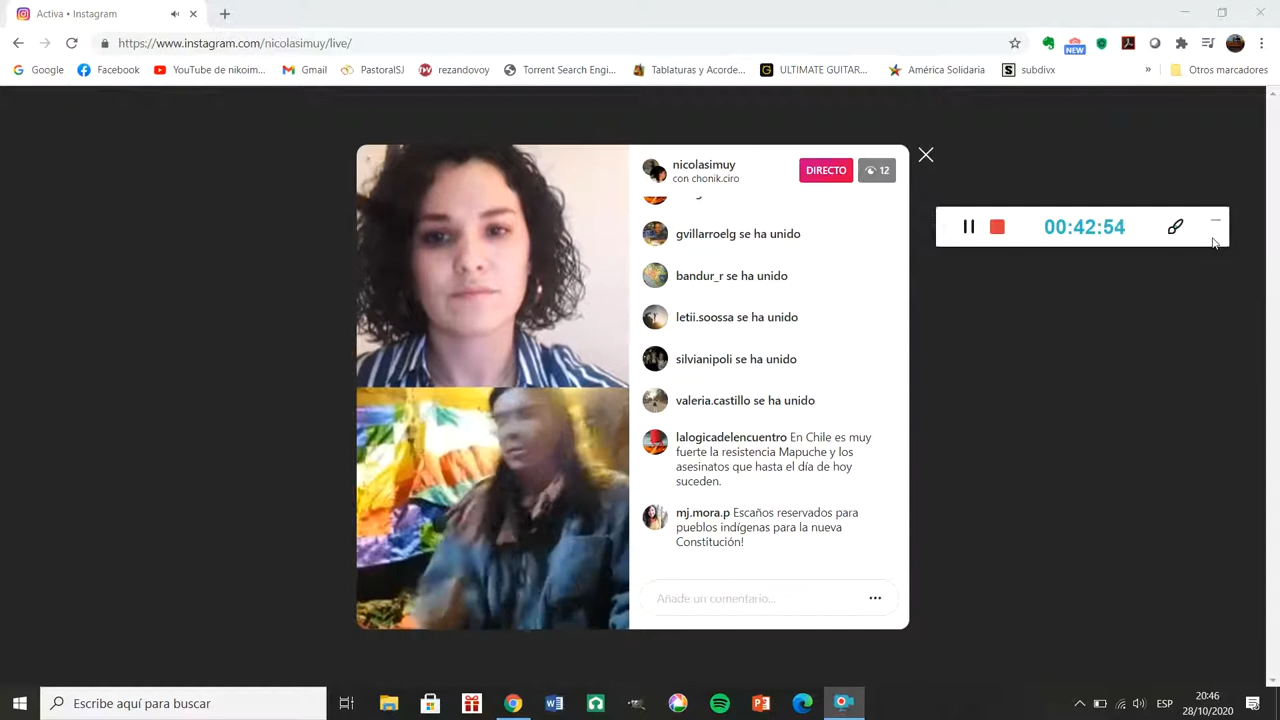 Activa • Instagram
https://www.instagram.com/nicolasimuy/live/
NEW
Google Facebook YouTube de nikoim... Gmail PastoralSJ rezandovoy Torrent Search Engi... Tablaturas y Acorde... ULTIMATE GUITAR... América Solidaria subdivx » Otros marcadores
nicolasimuy
con chonik.ciro
DIRECTO
12
gvillarroelg se ha unido
bandur_r se ha unido
letii.soossa se ha unido
silvianipoli se ha unido
valeria.castillo se ha unido
lalogicadelencuentro En Chile es muy
fuerte la resistencia Mapuche y los
asesinatos que hasta el día de hoy
suceden.
mj.mora.p Escaños reservados para
pueblos indígenas para la nueva
Constitución!
Añade un comentario...
00:42:54
Escribe aquí para buscar
ESP
20:46
28/10/2020